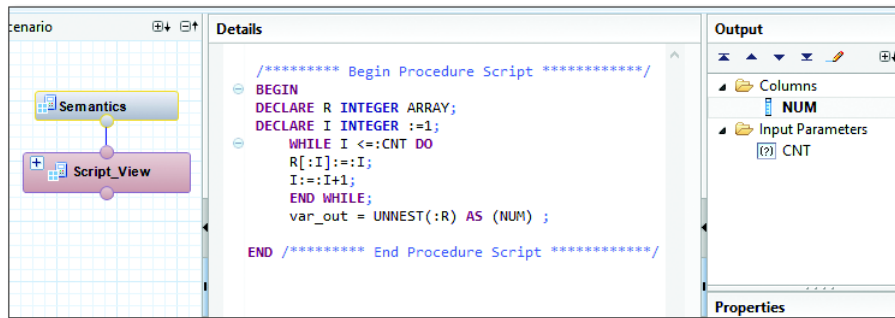 cenario
Semantics
Script_View
Details
/********* Begin Procedure Script ************/
BEGIN
DECLARE R INTEGER ARRAY;
DECLARE I INTEGER :=1;
WHILE I <=:CNT DO
R[:I]:=:I;
I:=:I+1;
END WHILE;
var_out = UNNEST(:R) AS (NUM) ;
END /********* End Procedure Script ************/
Output
Columns
NUM
Input Parameters
CNT
Properties